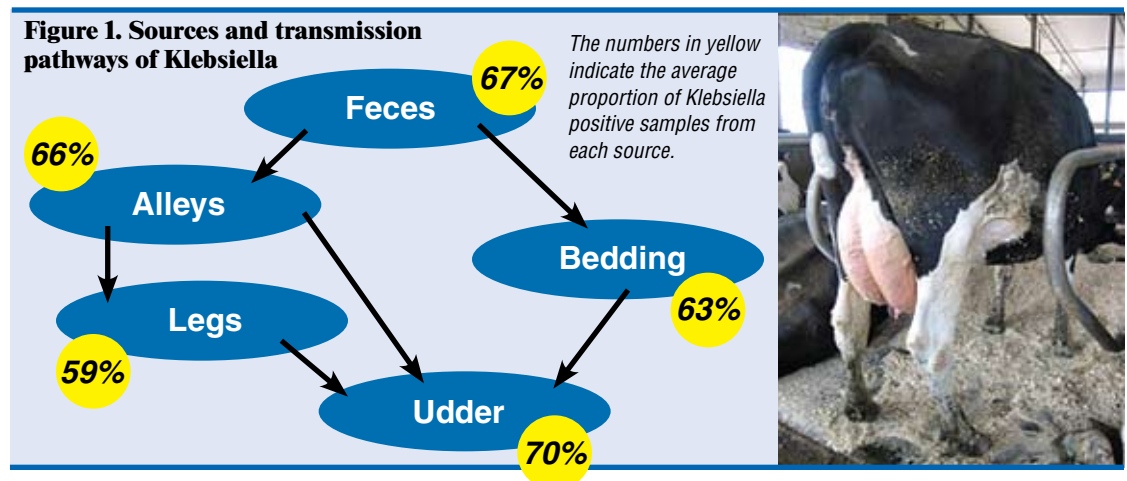 Figure 1. Sources and transmission
pathways of Klebsiella
The numbers in yellow
indicate the average
proportion of Klebsiella
positive samples from
each source.
67%
Feces
66%
Alleys
Bedding
63%
Legs
59%
Udder
70%